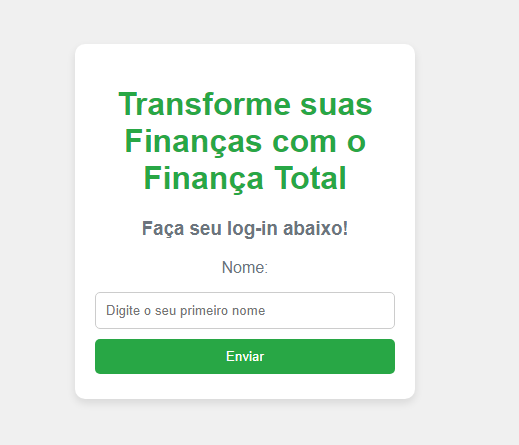 Transforme suas
Finanças com o
Finança Total
Faça seu log-in abaixo!
Nome:
Digite o seu primeiro nome
Enviar